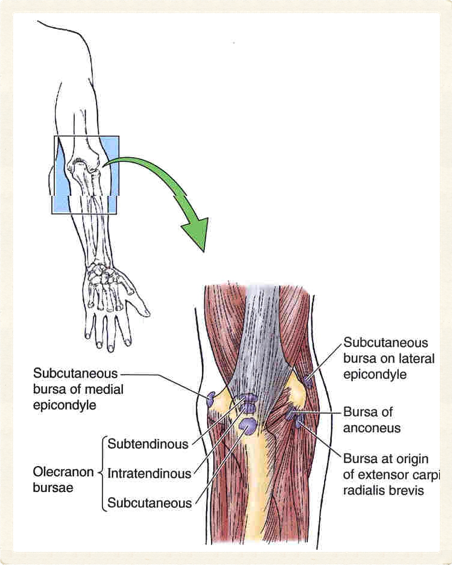 Subcutaneous
bursa of medial
epicondyle
Olecranon
bursae
Subtendinous
Intratendinous
Subcutaneous
Subcutaneous
bursa on lateral
epicondyle
Bursa of
anconeus
Bursa at origin
of extensor carpi
radialis brevis